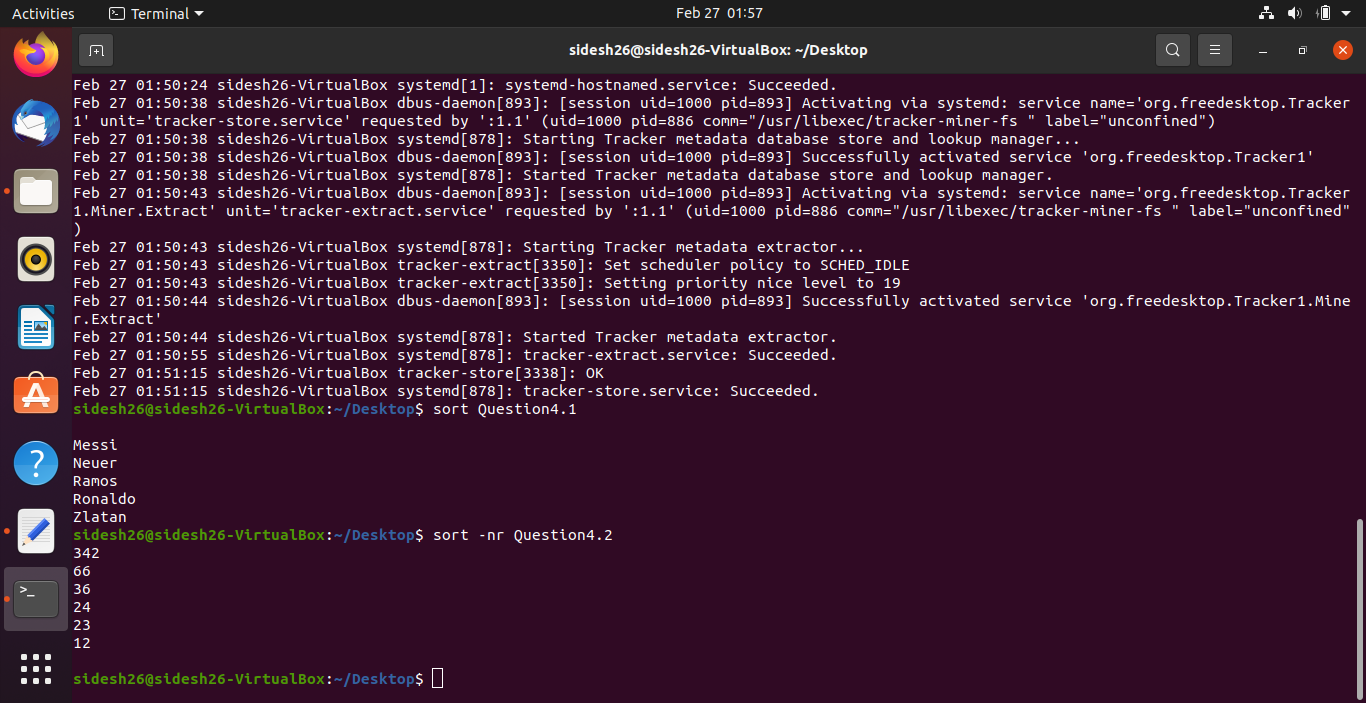 Activities
Terminal
Feb 27 01:57
sidesh26@sidesh26-VirtualBox: ~/Desktop
Feb 27 01:50:24 sidesh26-VirtualBox systemd[1]: systemd-hostnamed.service: Succeeded.
Feb 27 01:50:38 sidesh26-VirtualBox dbus-daemon[893]: [session uid=1000 pid=893] Activating via systemd: service name='org.freedesktop.Tracker
1' unit='tracker-store.service' requested by ':1.1' (uid=1000 pid=886 comm="/usr/libexec/tracker-miner-fs " label="unconfined")
Feb 27 01:50:38 sidesh26-VirtualBox systemd[878]: Starting Tracker metadata database store and lookup manager...
Feb 27 01:50:38 sidesh26-VirtualBox dbus-daemon[893]: [session uid=1000 pid=893] Successfully activated service 'org.freedesktop.Tracker1'
Feb 27 01:50:38 sidesh26-VirtualBox systemd[878]: Started Tracker metadata database store and lookup manager.
Feb 27 01:50:43 sidesh26-VirtualBox dbus-daemon[893]: [session uid=1000 pid=893] Activating via systemd: service name='org.freedesktop.Tracker
1.Miner.Extract' unit='tracker-extract.service' requested by ':1.1' (uid=1000 pid=886 comm="/usr/libexec/tracker-miner-fs " label="unconfined"
)
Feb 27 01:50:43 sidesh26-VirtualBox systemd[878]: Starting Tracker metadata extractor...
Feb 27 01:50:43 sidesh26-VirtualBox tracker-extract[3350]: Set scheduler policy to SCHED_IDLE
Feb 27 01:50:43 sidesh26-VirtualBox tracker-extract[3350]: Setting priority nice level to 19
Feb 27 01:50:44 sidesh26-VirtualBox dbus-daemon[893]: [session uid=1000 pid=893] Successfully activated service 'org.freedesktop.Tracker1.Mine
r.Extract'
Feb 27 01:50:44 sidesh26-VirtualBox systemd[878]: Started Tracker metadata extractor.
Feb 27 01:50:55 sidesh26-VirtualBox systemd[878]: tracker-extract.service: Succeeded.
Feb 27 01:51:15 sidesh26-VirtualBox tracker-store[3338]: OK
Feb 27 01:51:15 sidesh26-VirtualBox systemd[878]: tracker-store.service: Succeeded.
sidesh26@sidesh26-VirtualBox:~/Desktop$ sort Question4.1
Messi
Neuer
Ramos
Ronaldo
Zlatan
sidesh26@sidesh26-VirtualBox:~/Desktop$ sort -nr Question4.2
342
66
36
24
23
12
sidesh26@sidesh26-VirtualBox:~/Desktop$